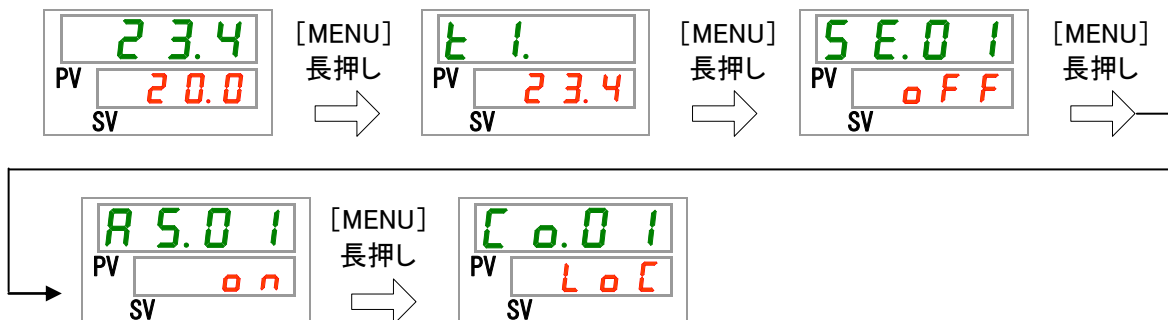 23.4
PV 20.0
SV
［MENU］
長押し
t 1.
PV 23.4
SV
［MENU］
長押し
SE.01
PV oFF
SV
［MENU］
長押し
AS.01
PV on
SV
［MENU］
長押し
Co.01
PV LoC
SV